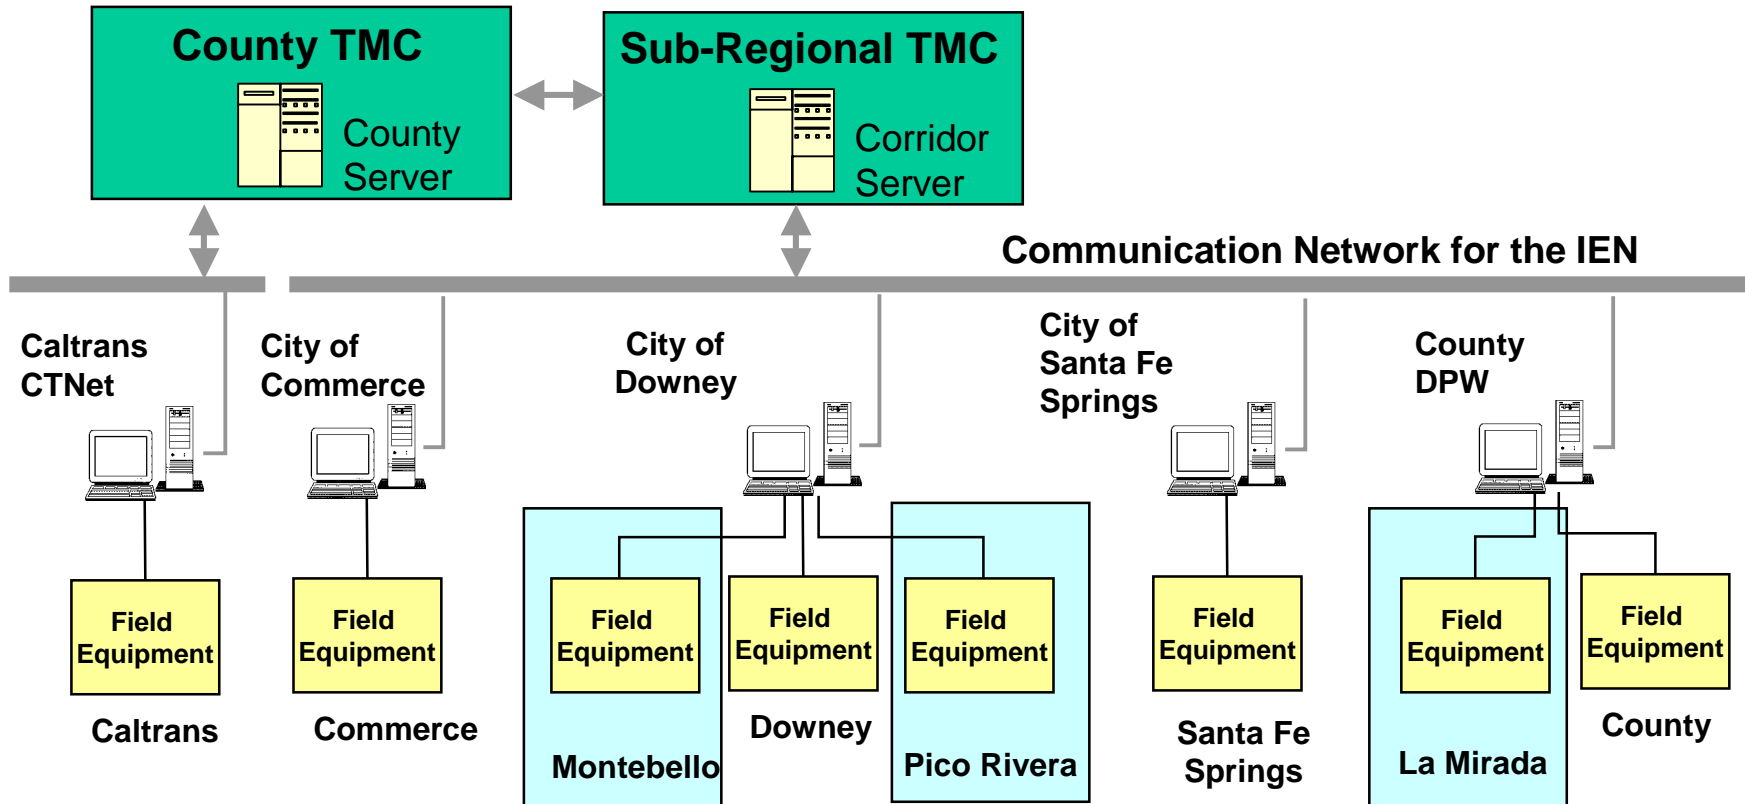 County TMC
County
Server
Sub-Regional TMC
Corridor
Server
Communication Network for the IEN
Caltrans
CTNet
City of
Commerce
City of
Downey
City of
Santa Fe
Springs
County
DPW
Field
Equipment
Caltrans
Field
Equipment
Commerce
Field
Equipment
Montebello
Field
Equipment
Downey
Field
Equipment
Pico Rivera
Field
Equipment
Santa Fe
Springs
Field
Equipment
La Mirada
Field
Equipment
County